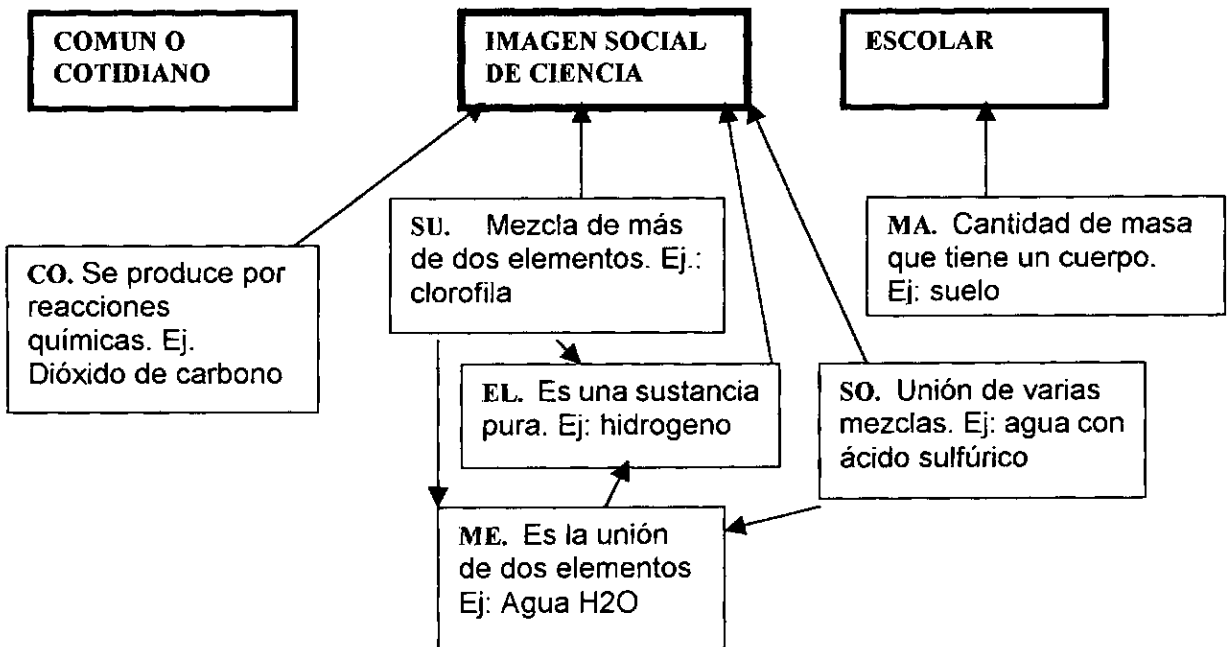 COMUN O
COTIDIANO
IMAGEN SOCIAL
DE CIENCIA
ESCOLAR
CO. Se produce por
reacciones
químicas. Ej.
Dióxido de carbono
SU. Mezcla de más
de dos elementos. Ej.:
clorofila
MA. Cantidad de masa
que tiene un cuerpo.
Ej: suelo
EL. Es una sustancia
pura. Ej: hidrogeno
SO. Unión de varias
mezclas. Ej: agua con
ácido sulfúrico
ME. Es la unión
de dos elementos
Ej: Agua H2O